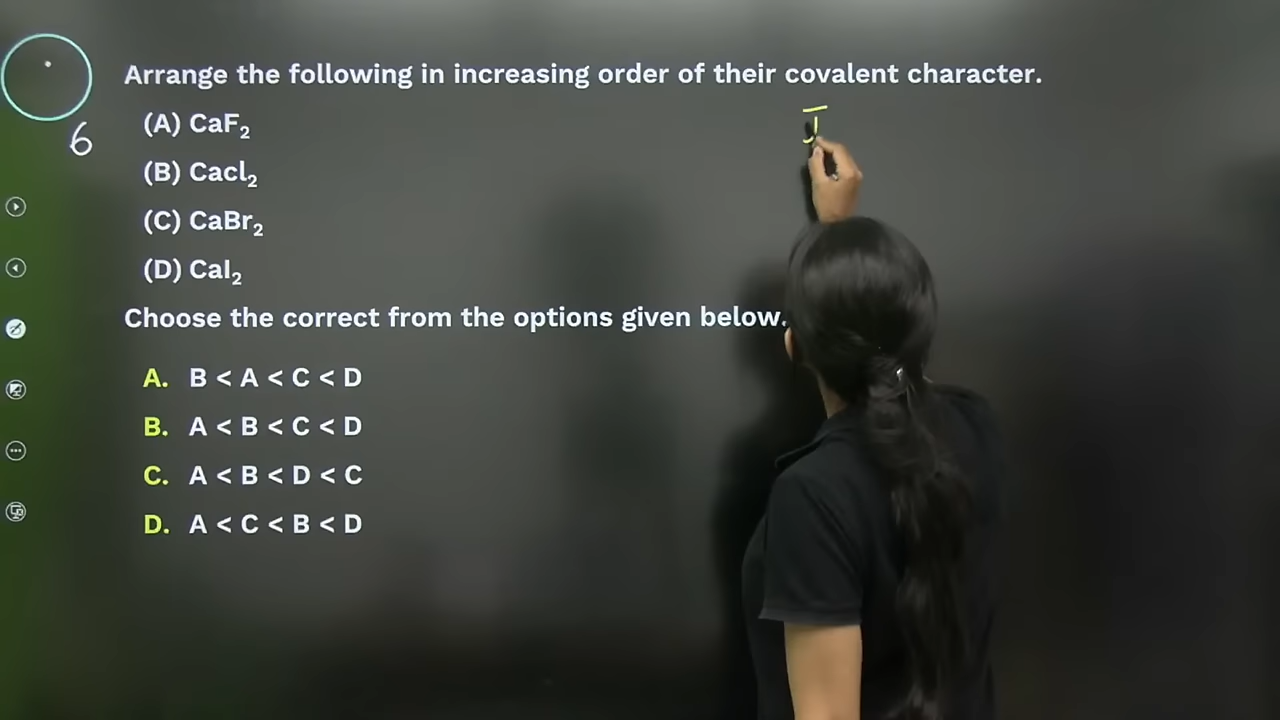 Arrange the following in increasing order of their covalent character.
6
(A) CaF₂
(B) Cacl₂
(C) CaBr₂
(D) CaI₂
Choose the correct from the options given below.
A. B < A < C < D
B. A < B < C < D
C. A < B < D < C
D. A < C < B < D